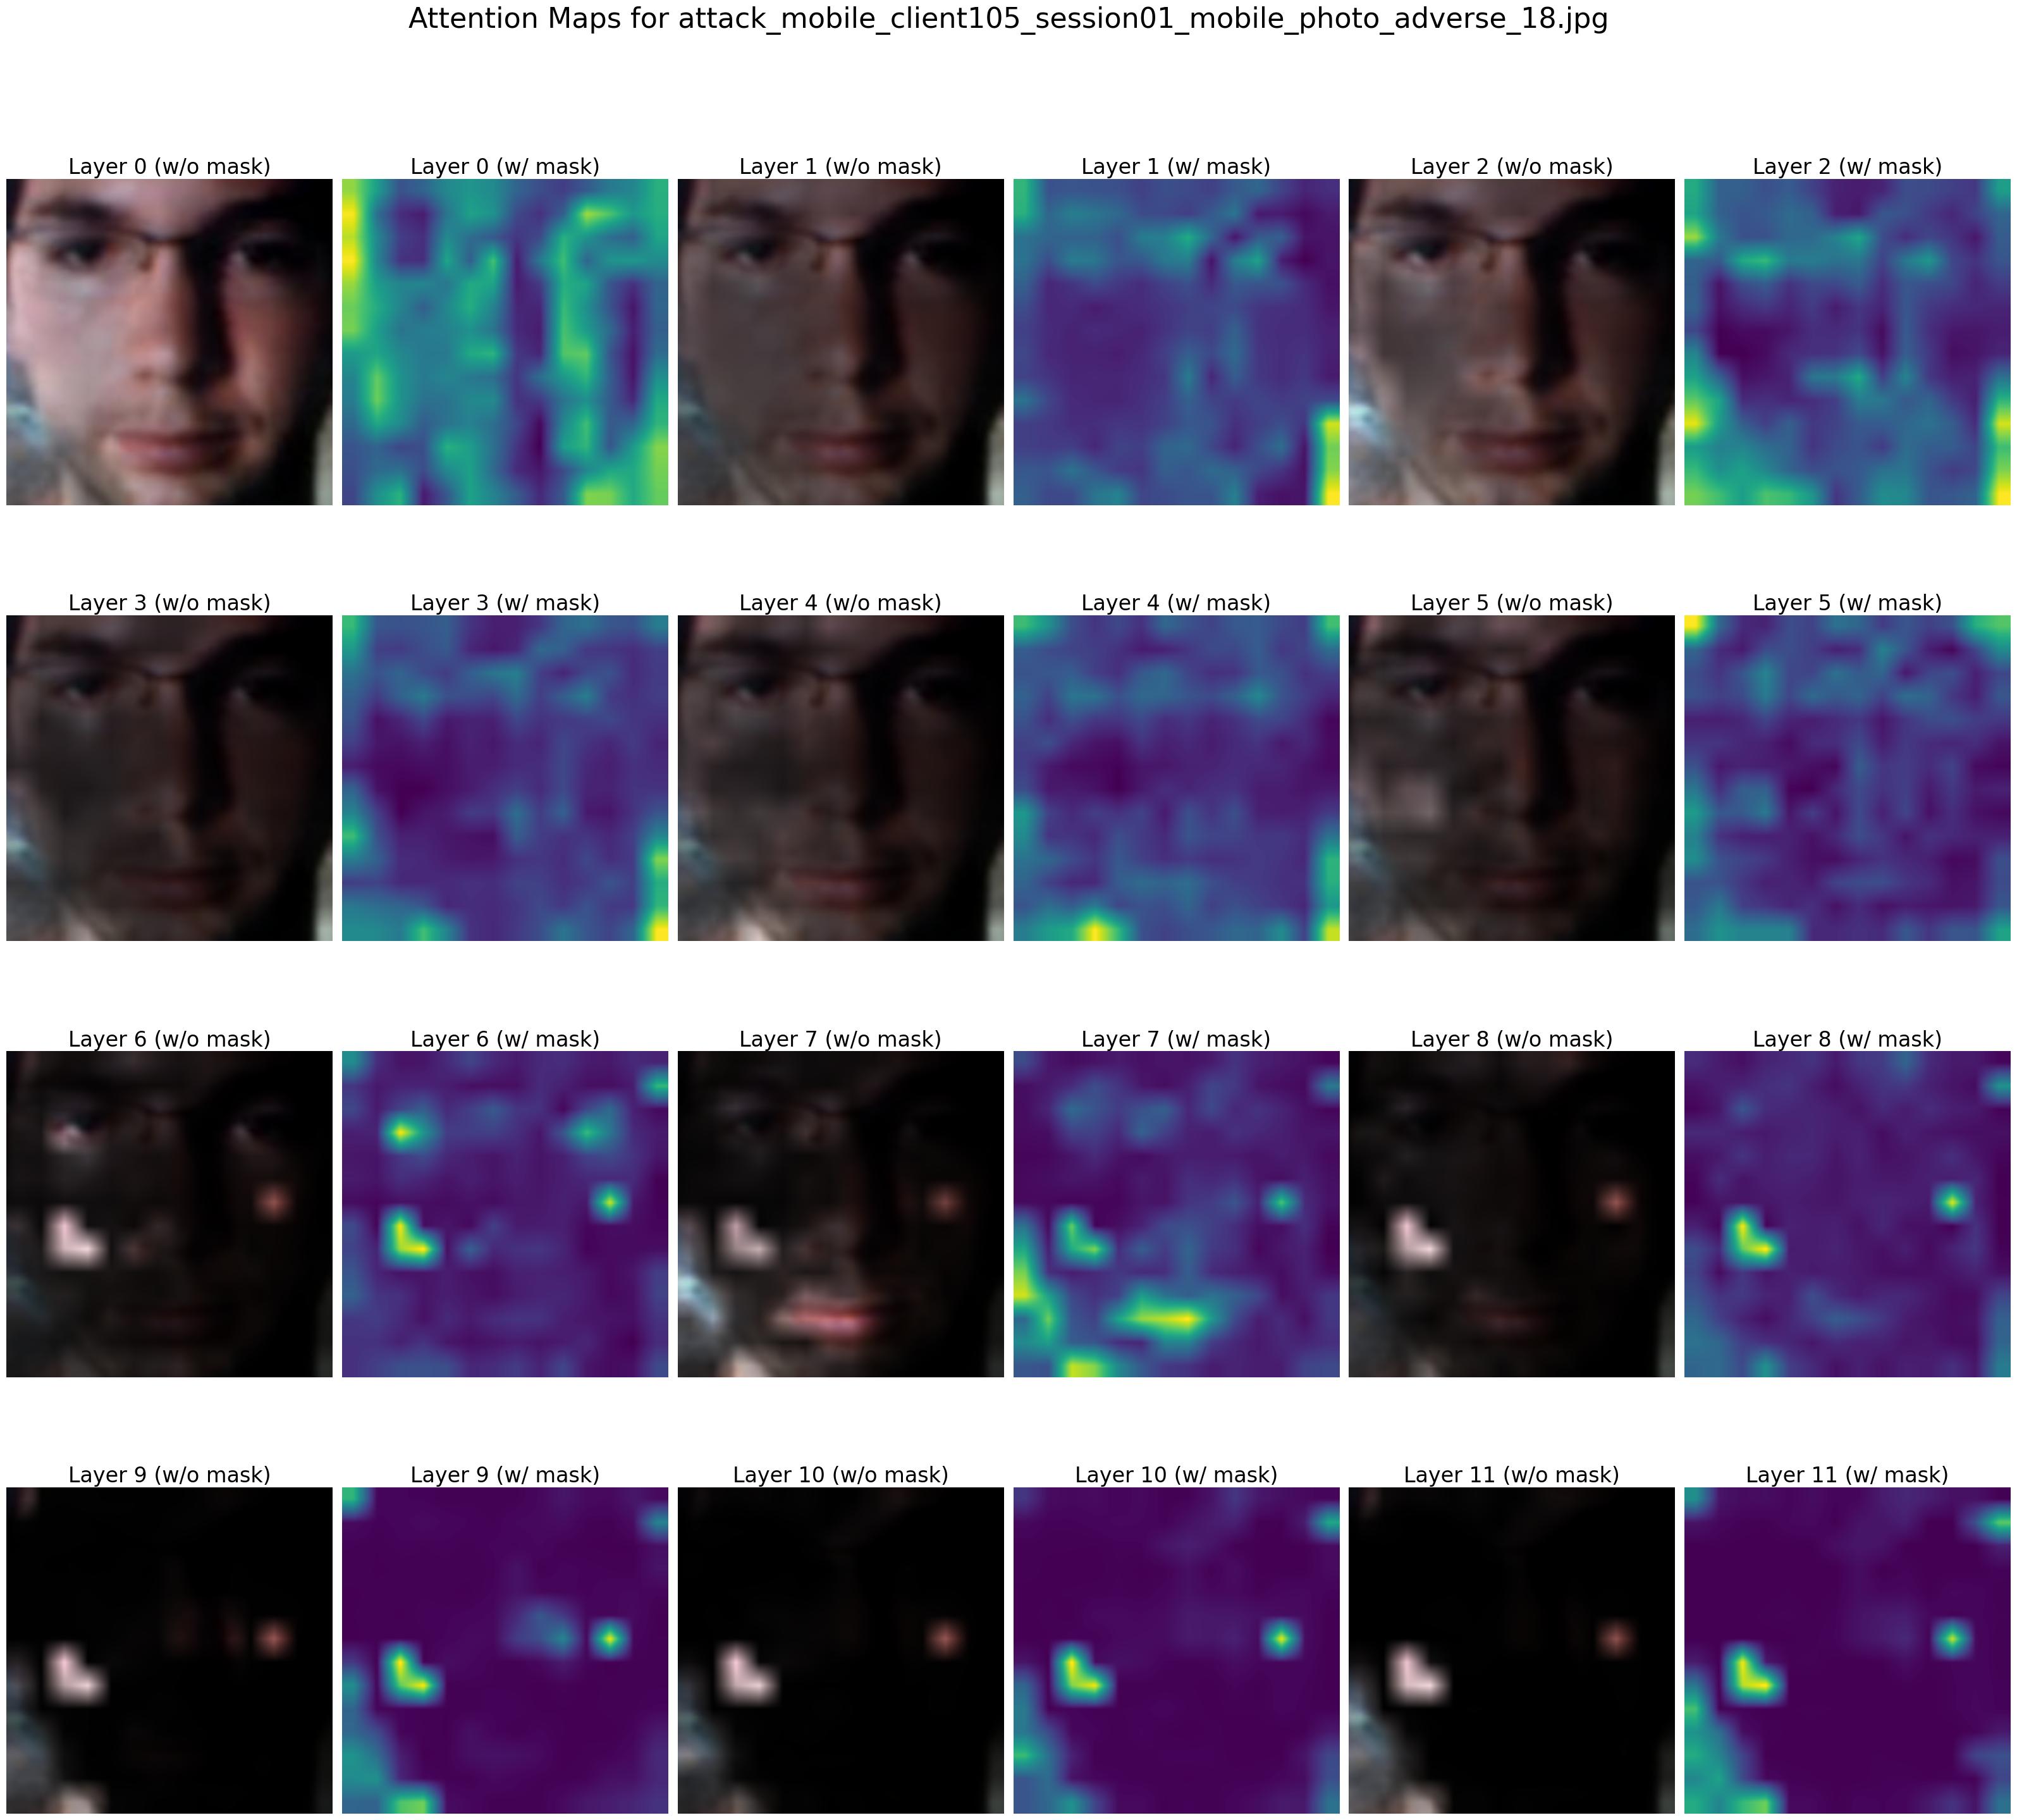 Attention Maps for attack_mobile_client105_session01_mobile_photo_adverse_18.jpg
Layer 0 (w/o mask) Layer 0 (w/ mask) Layer 1 (w/o mask) Layer 1 (w/ mask) Layer 2 (w/o mask) Layer 2 (w/ mask)
Layer 3 (w/o mask) Layer 3 (w/ mask) Layer 4 (w/o mask) Layer 4 (w/ mask) Layer 5 (w/o mask) Layer 5 (w/ mask)
Layer 6 (w/o mask) Layer 6 (w/ mask) Layer 7 (w/o mask) Layer 7 (w/ mask) Layer 8 (w/o mask) Layer 8 (w/ mask)
Layer 9 (w/o mask) Layer 9 (w/ mask) Layer 10 (w/o mask) Layer 10 (w/ mask) Layer 11 (w/o mask) Layer 11 (w/ mask)